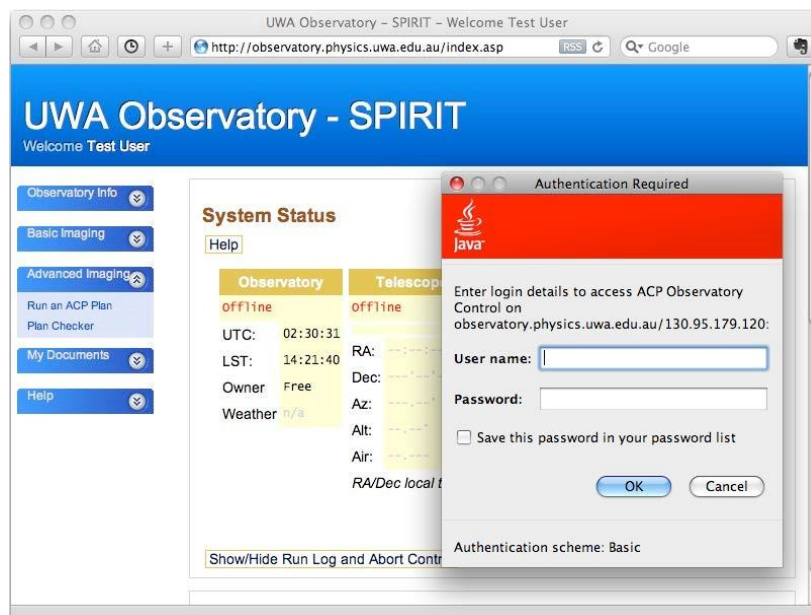 UWA Observatory – SPIRIT – Welcome Test User
http://observatory.physics.uwa.edu.au/index.asp RSS Google
UWA Observatory - SPIRIT
Welcome Test User
Observatory Info
Basic Imaging
Advanced Imaging
Run an ACP Plan
Plan Checker
My Documents
Help
System Status
Help
Observatory Telescop
Offline Offline
UTC: 02:30:31
LST: 14:21:40
Owner Free
Weather n/a
RA: --:--:--
Dec:
Az: ---.--°
Alt: --.--°
Air: --.---
RA/Dec local t
Show/Hide Run Log and Abort Contr
Authentication Required
Java
Enter login details to access ACP Observatory
Control on
observatory.physics.uwa.edu.au/130.95.179.120:
User name:
Password:
Save this password in your password list
OK Cancel
Authentication scheme: Basic